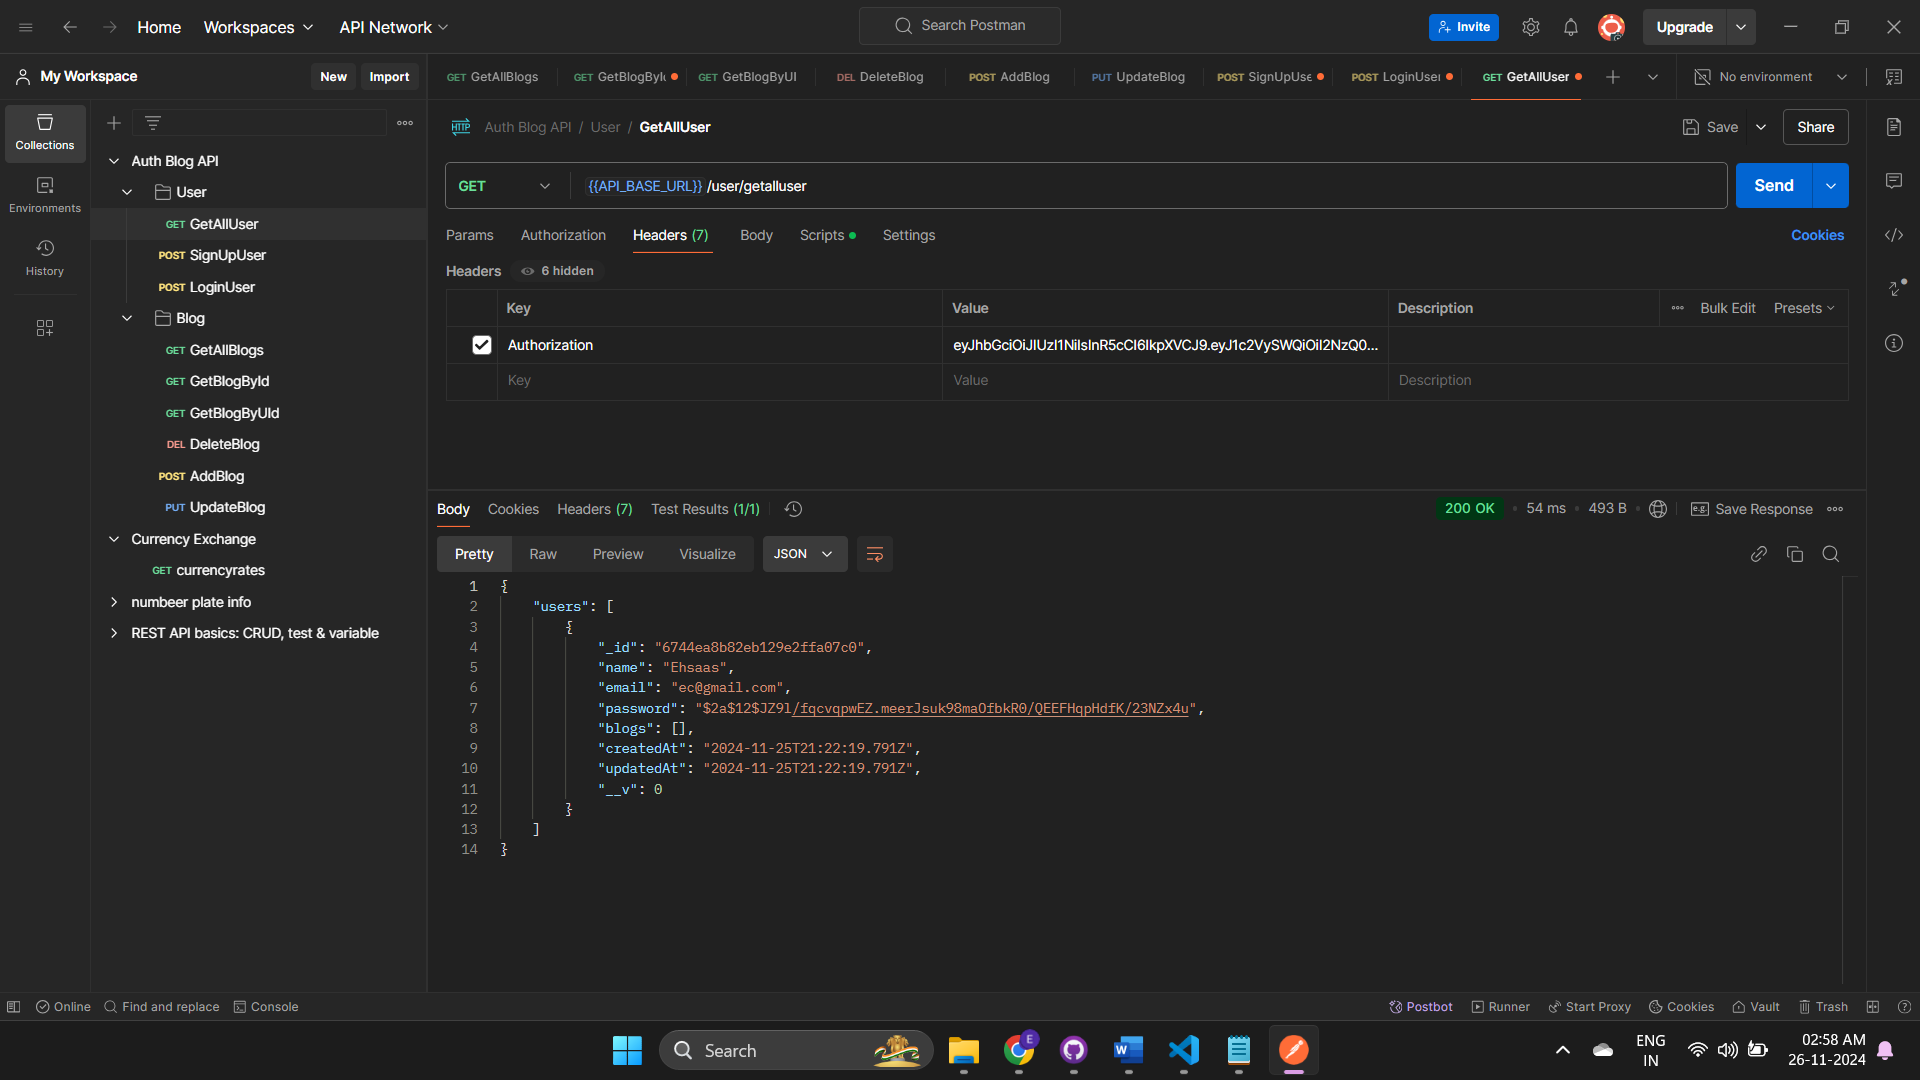 Home Workspaces API Network Search Postman Invite Upgrade
My Workspace New Import
GET GetAllBlogs GET GetBlogById GET GetBlogByUI DEL DeleteBlog POST AddBlog PUT UpdateBlog POST SignUpUse POST LoginUser GET GetAllUser No environment
Collections
Environments
History
Auth Blog API
User
GET GetAllUser
POST SignUpUser
POST LoginUser
Blog
GET GetAllBlogs
GET GetBlogById
GET GetBlogByUId
DEL DeleteBlog
POST AddBlog
PUT UpdateBlog
Currency Exchange
GET currencyrates
numbeer plate info
REST API basics: CRUD, test & variable
HTTP Auth Blog API / User / GetAllUser Save Share
GET {{API_BASE_URL}} /user/getalluser Send
Params Authorization Headers (7) Body Scripts Settings Cookies
Headers 6 hidden
Key Value Description Bulk Edit Presets
Authorization eyJhbGciOiJIUzI1NiIsInR5cCI6IkpXVCJ9.eyJ1c2VySWQiOiI2NzQ0...
Key Value Description
Body Cookies Headers (7) Test Results (1/1) 200 OK 54 ms 493 B e.g. Save Response
Pretty Raw Preview Visualize JSON
1 {
2 "users": [
3 {
4 "_id": "6744ea8b82eb129e2ffa07c0",
5 "name": "Ehsaas",
6 "email": "ec@gmail.com",
7 "password": "$2a$12$JZ9l/fqcvqpwEZ.meerJsuk98maOfbkR0/QEEFHqpHdfK/23NZx4u",
8 "blogs": [],
9 "createdAt": "2024-11-25T21:22:19.791Z",
10 "updatedAt": "2024-11-25T21:22:19.791Z",
11 "__v": 0
12 }
13 ]
14 }
Online Find and replace Console Postbot Runner Start Proxy Cookies Vault Trash
Search E W ENG IN 02:58 AM
26-11-2024